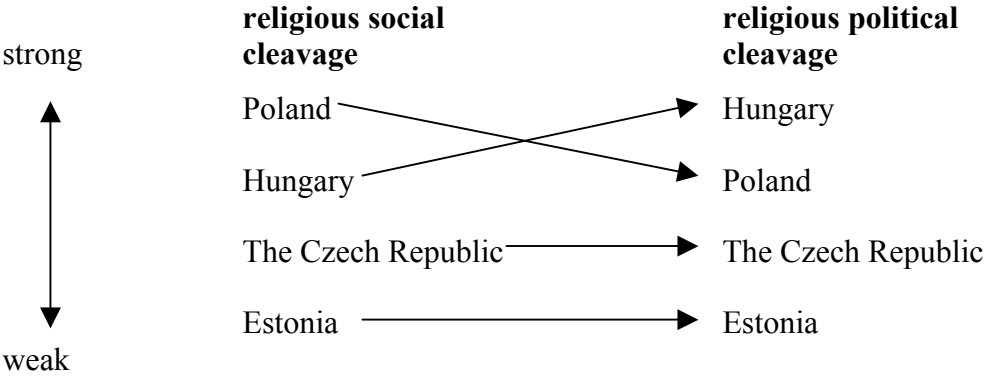 religious social
cleavage
religious political
cleavage
strong
Poland
Hungary
Hungary
Poland
The Czech Republic
The Czech Republic
Estonia
Estonia
weak